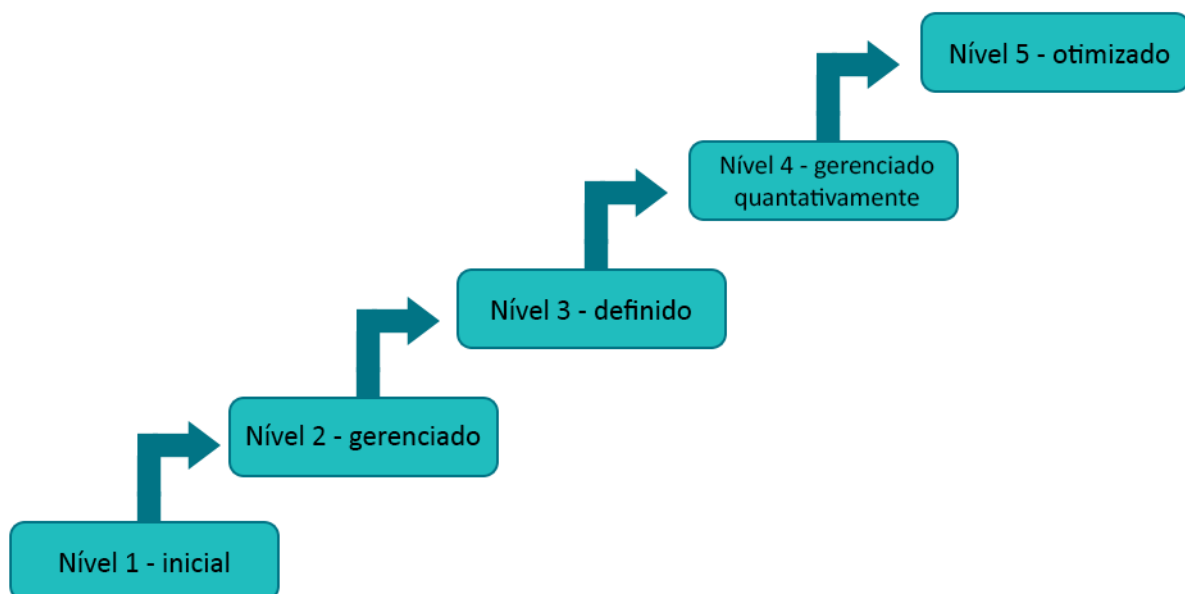 Nível 5 - otimizado
Nível 4 - gerenciado
quantativamente
Nível 3 - definido
Nível 2 - gerenciado
Nível 1 - inicial